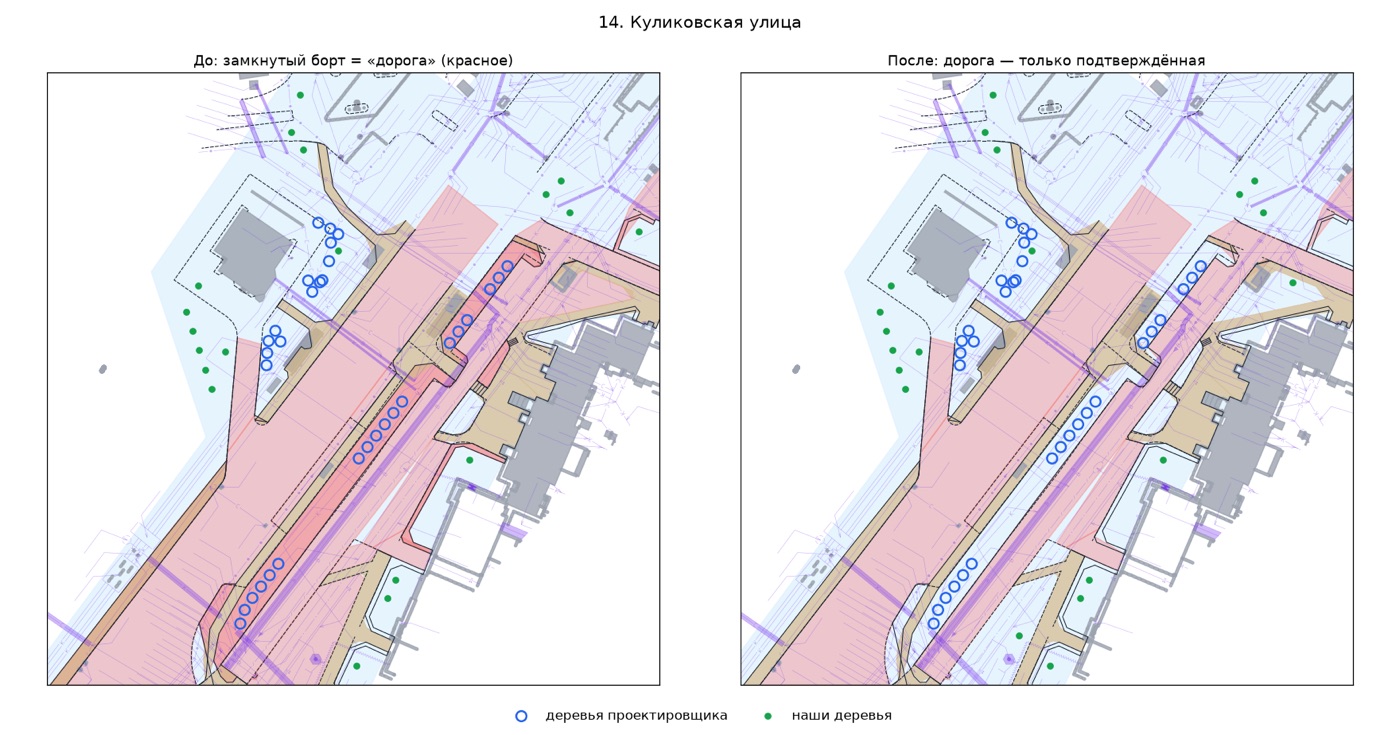 14. Куликовская улица
До: замкнутый борт = «дорога» (красное)
После: дорога — только подтверждённая
деревья проектировщика
наши деревья